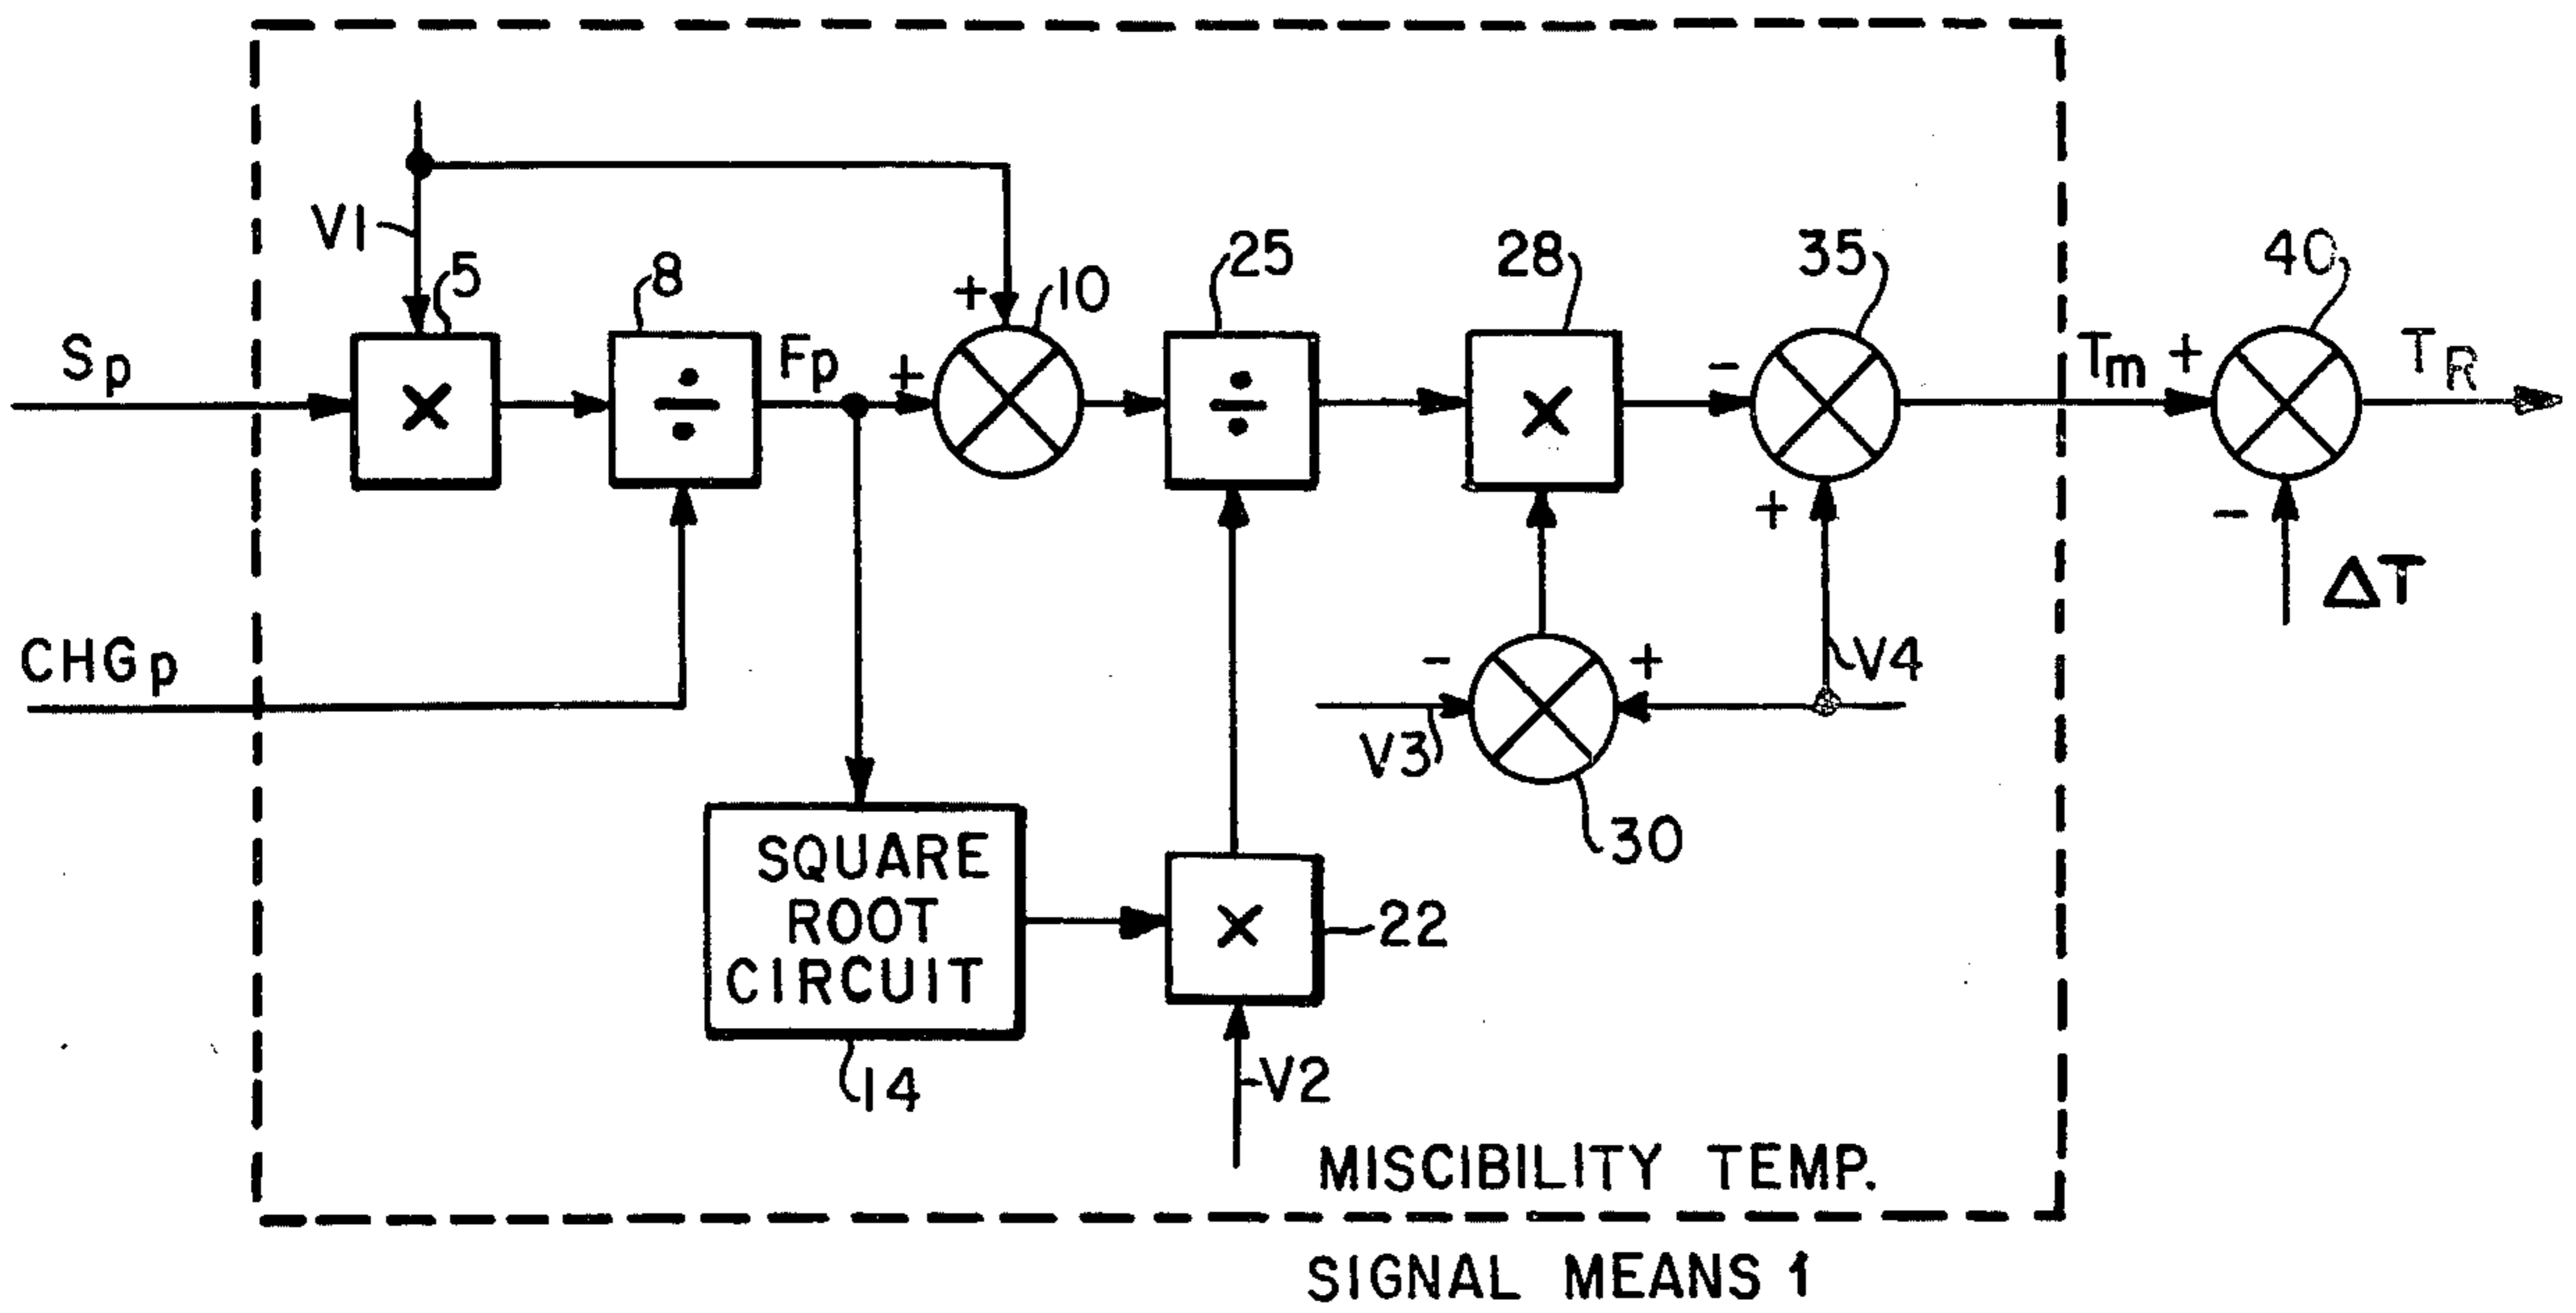 V1
5
8
10
25
28
35
40
Sp
Fp
Tm
TR
+
+
-
+
-
+
ΔT
CHGp
-
+
V4
V3
30
SQUARE
ROOT
CIRCUIT
14
22
V2
MISCIBILITY TEMP.
SIGNAL MEANS 1